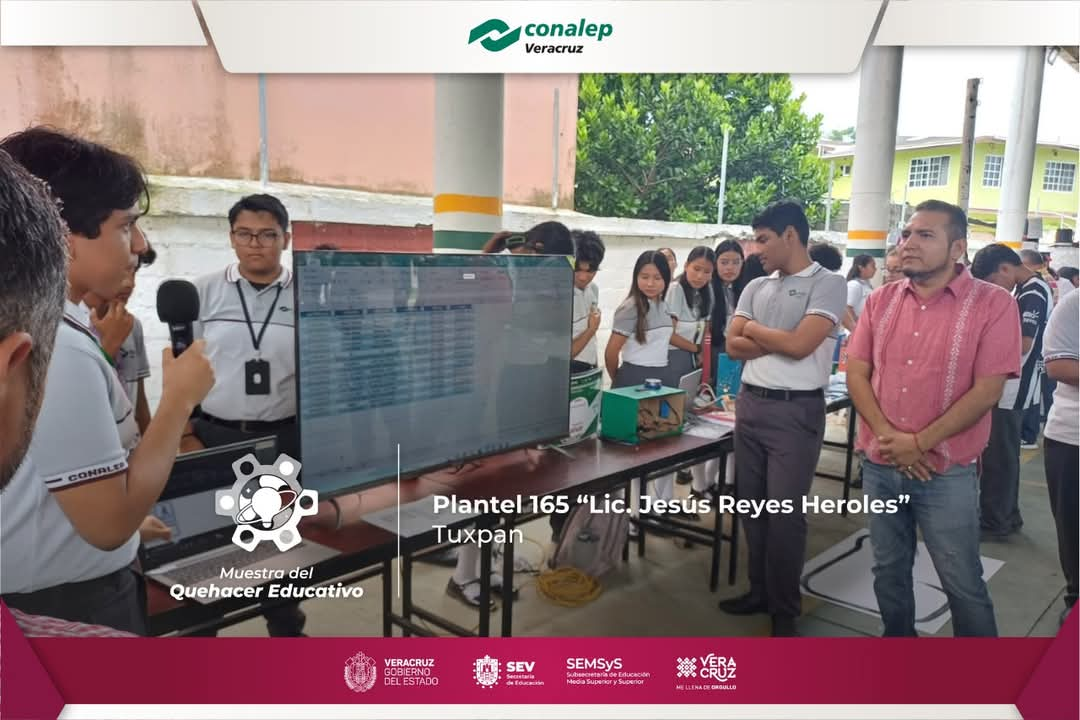 conalep
Veracruz
CONALEP
Plantel 165 “Lic. Jesús Reyes Heroles”
Tuxpan
Muestra del
Quehacer Educativo
VERACRUZ
GOBIERNO
DEL ESTADO
SEV
Secretaría
de Educación
SEMSyS
Subsecretaría de Educación
Media Superior y Superior
VERA
CRUZ
ME LLENA DE ORGULLO